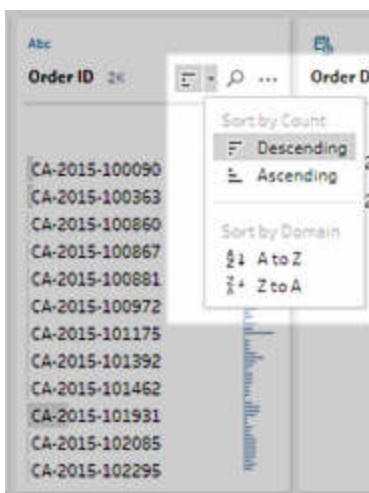 Abc
Order ID 2K
Order D
Sort by Count
Descending
Ascending
Sort by Domain
A to Z
Z to A
CA-2015-100090
CA-2015-100363
CA-2015-100860
CA-2015-100867
CA-2015-100881
CA-2015-100972
CA-2015-101175
CA-2015-101392
CA-2015-101462
CA-2015-101931
CA-2015-102085
CA-2015-102295